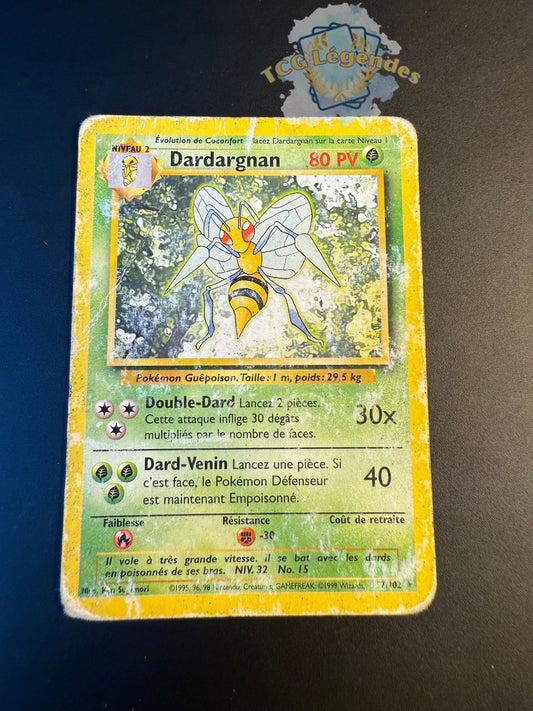 TCG Légendes
Évolution de Coconfort Placez Dardargnan sur la carte Niveau 1
NIVEAU 2
Dardargnan 80 PV
Pokémon Guêpoison. Taille: 1 m, poids: 29,5 kg
Double-Dard Lancez 2 pièces.
Cette attaque inflige 30 dégâts
multipliés par le nombre de faces.
30x
Dard-Venin Lancez une pièce. Si
c'est face, le Pokémon Défenseur
est maintenant Empoisonné.
40
Faiblesse Résistance Coût de retraite
-30
Il vole à très grande vitesse. il se bat avec les dards
empoisonnés de ses bras. NIV. 32 No. 15
Ken Sugimori ©1995, 96, 98 Nintendo, Creatures, GAMEFREAK. ©1999 Wizards. 17/102